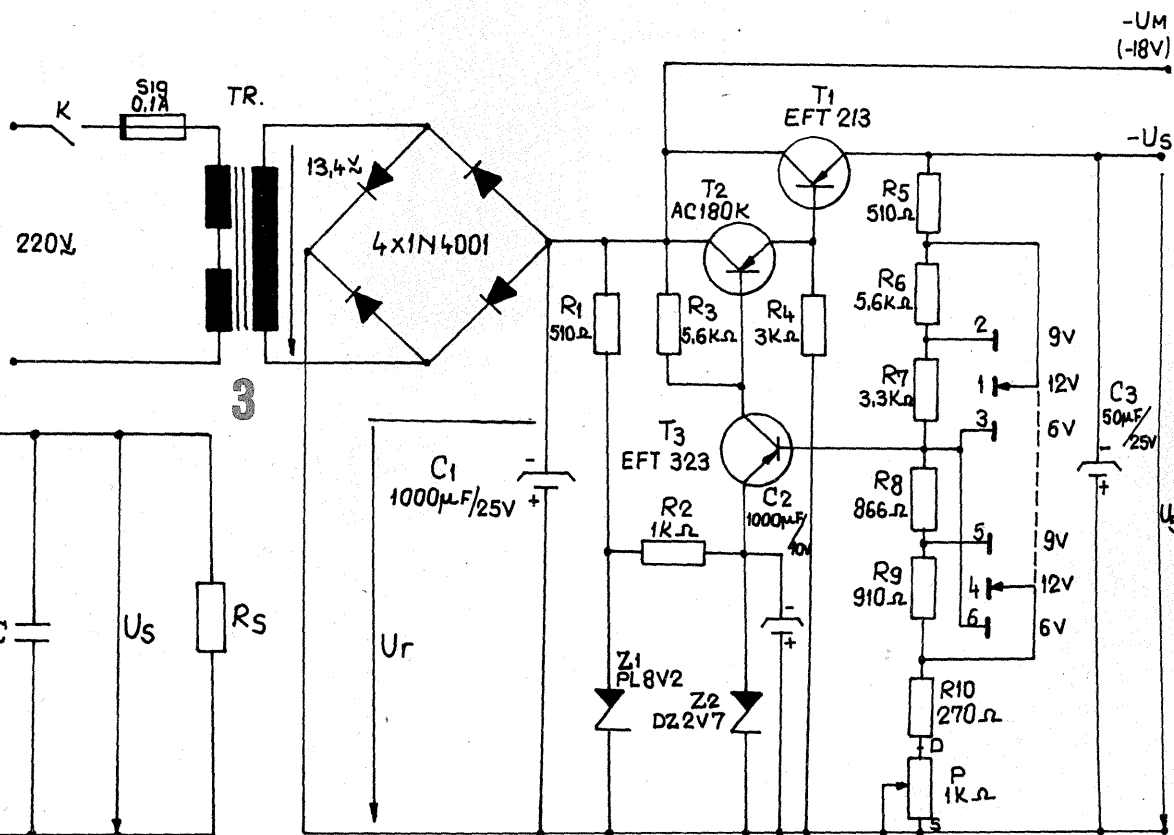 -UM
(-18V)
K
Sig
0,1A
TR.
T1
EFT 213
-US
13,4
T2
AC180K
R5
510Ω
220V
4x1N4001
R6
5,6KΩ
R1
510Ω
R3
5,6KΩ
R4
3KΩ
2
9V
R7
3,3KΩ
1
12V
3
6V
C3
50µF/
25V
-
+
3
T3
EFT 323
C1
1000µF/25V
-
+
R2
1KΩ
C2
1000µF/
40V
-
+
R8
866Ω
5
9V
R9
910Ω
4
12V
6
6V
C
US
RS
Ur
Z1
PL8V2
Z2
DZ2V7
R10
270Ω
D
P
1KΩ
S